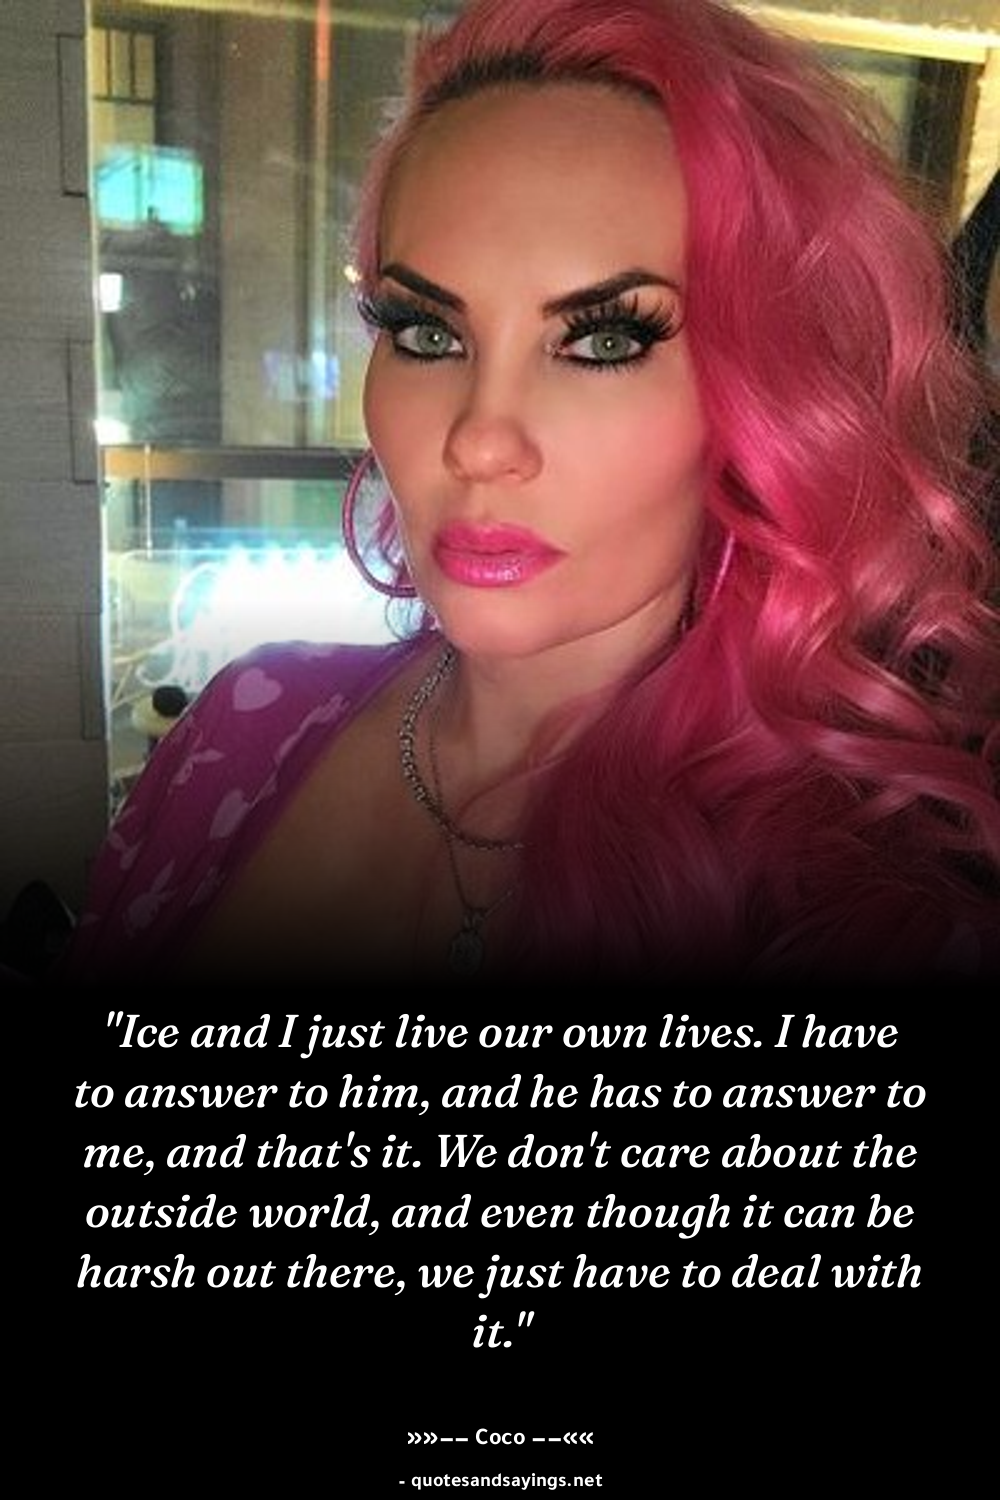 "Ice and I just live our own lives. I have
to answer to him, and he has to answer to
me, and that's it. We don't care about the
outside world, and even though it can be
harsh out there, we just have to deal with
it."
»»−− Coco −−««
- quotesandsayings.net